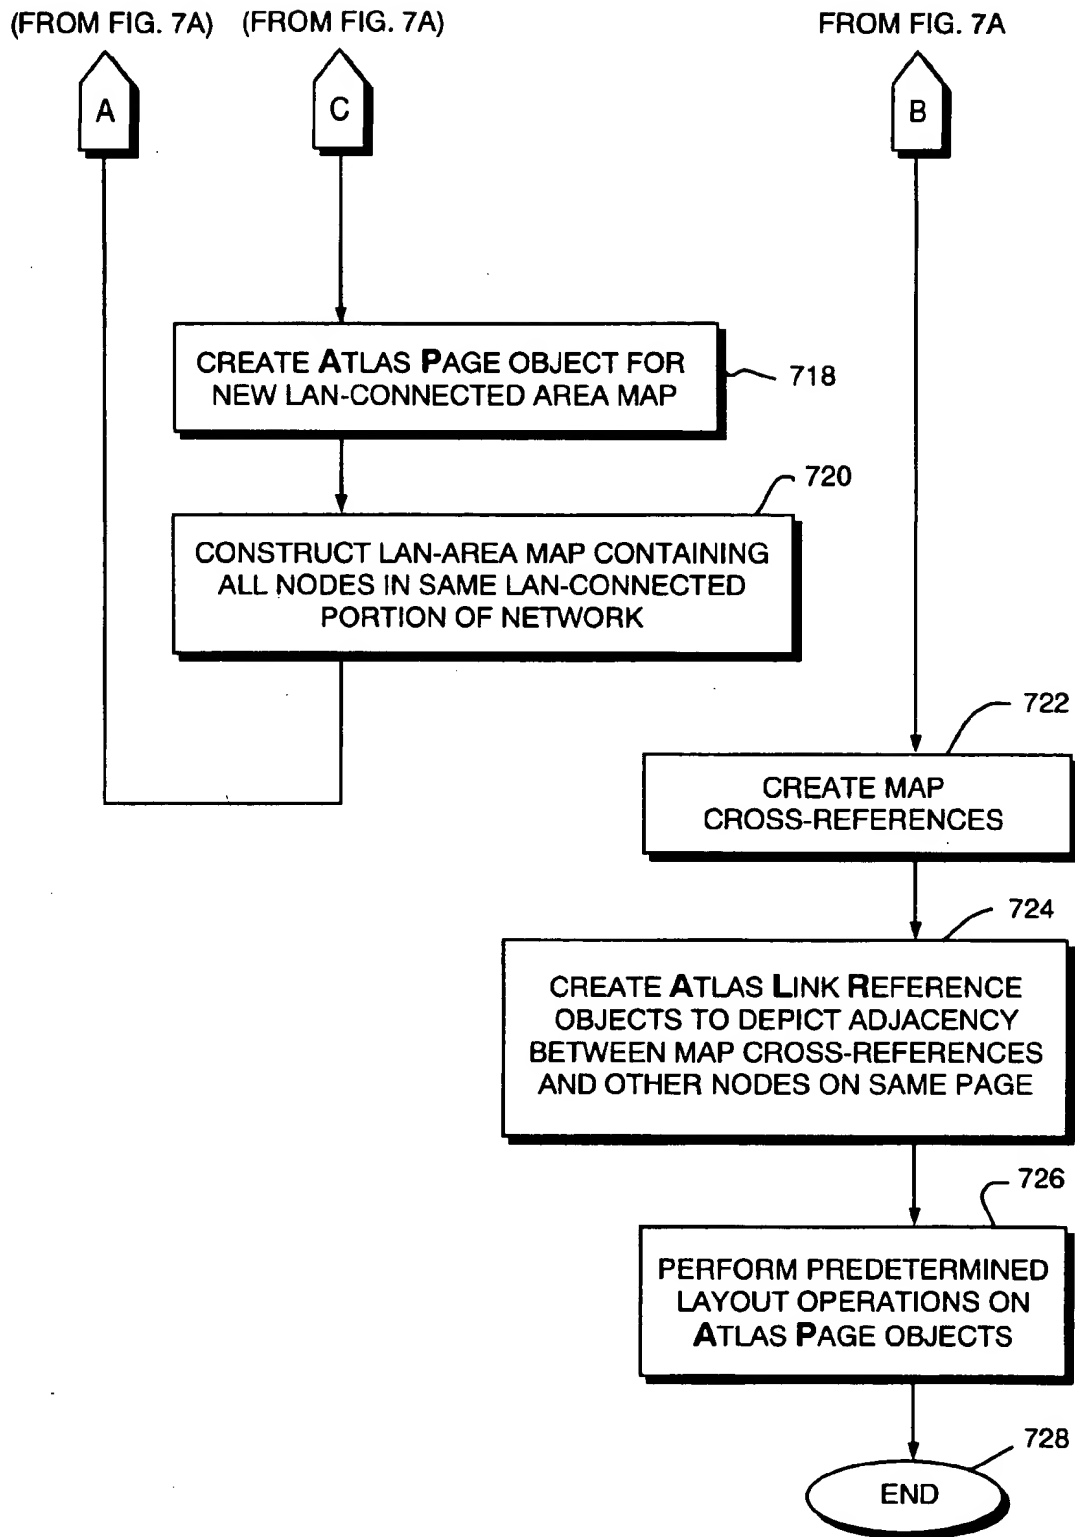 (FROM FIG. 7A) (FROM FIG. 7A) FROM FIG. 7A
A C B
CREATE ATLAS PAGE OBJECT FOR
NEW LAN-CONNECTED AREA MAP
718
720
CONSTRUCT LAN-AREA MAP CONTAINING
ALL NODES IN SAME LAN-CONNECTED
PORTION OF NETWORK
722
CREATE MAP
CROSS-REFERENCES
724
CREATE ATLAS LINK REFERENCE
OBJECTS TO DEPICT ADJACENCY
BETWEEN MAP CROSS-REFERENCES
AND OTHER NODES ON SAME PAGE
726
PERFORM PREDETERMINED
LAYOUT OPERATIONS ON
ATLAS PAGE OBJECTS
728
END